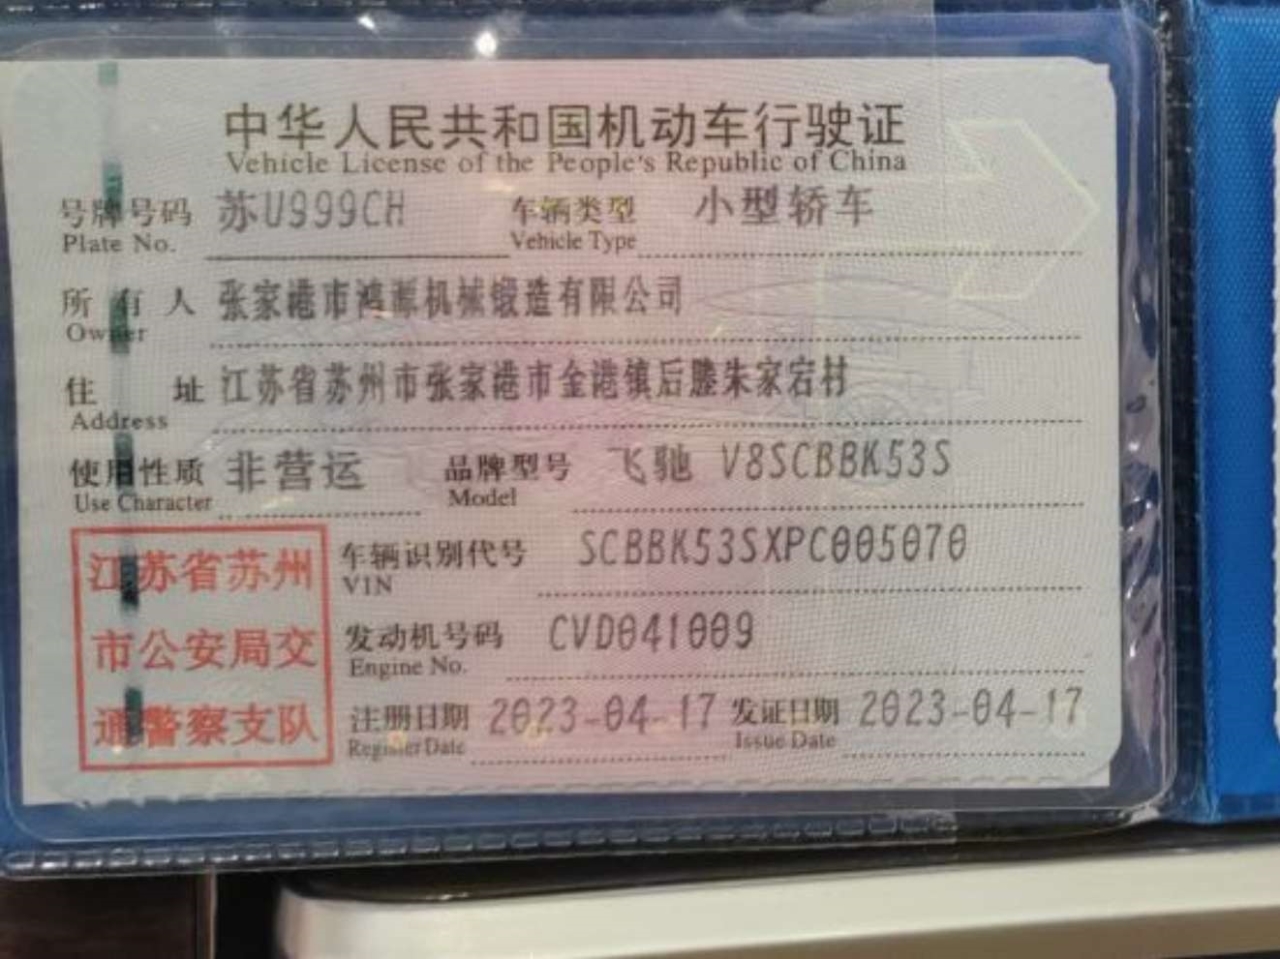 中华人民共和国机动车行驶证
Vehicle License of the People's Republic of China
号牌号码 苏U999CH 车辆类型 小型轿车
Plate No. Vehicle Type
所有人 张家港市鸿源机械锻造有限公司
Owner
住址 江苏省苏州市张家港市金港镇后塍朱家宕村
Address
使用性质 非营运 品牌型号 飞驰 V8SCBBK53S
Use Character Model
江苏省苏州
市公安局交
通警察支队
车辆识别代号 SCBBK53SXPC005070
VIN
发动机号码 CVD041009
Engine No.
注册日期 2023-04-17 发证日期 2023-04-17
Register Date Issue Date